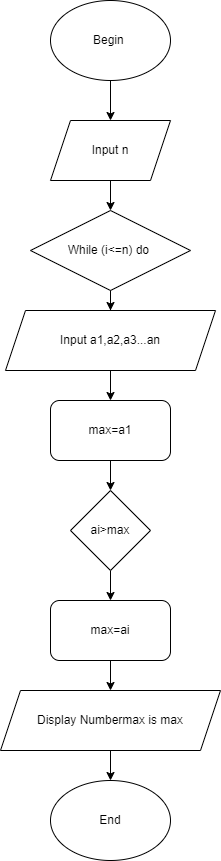 Begin
Input n
While (i<=n) do
Input a1,a2,a3...an
max=a1
ai>max
max=ai
Display Numbermax is max
End